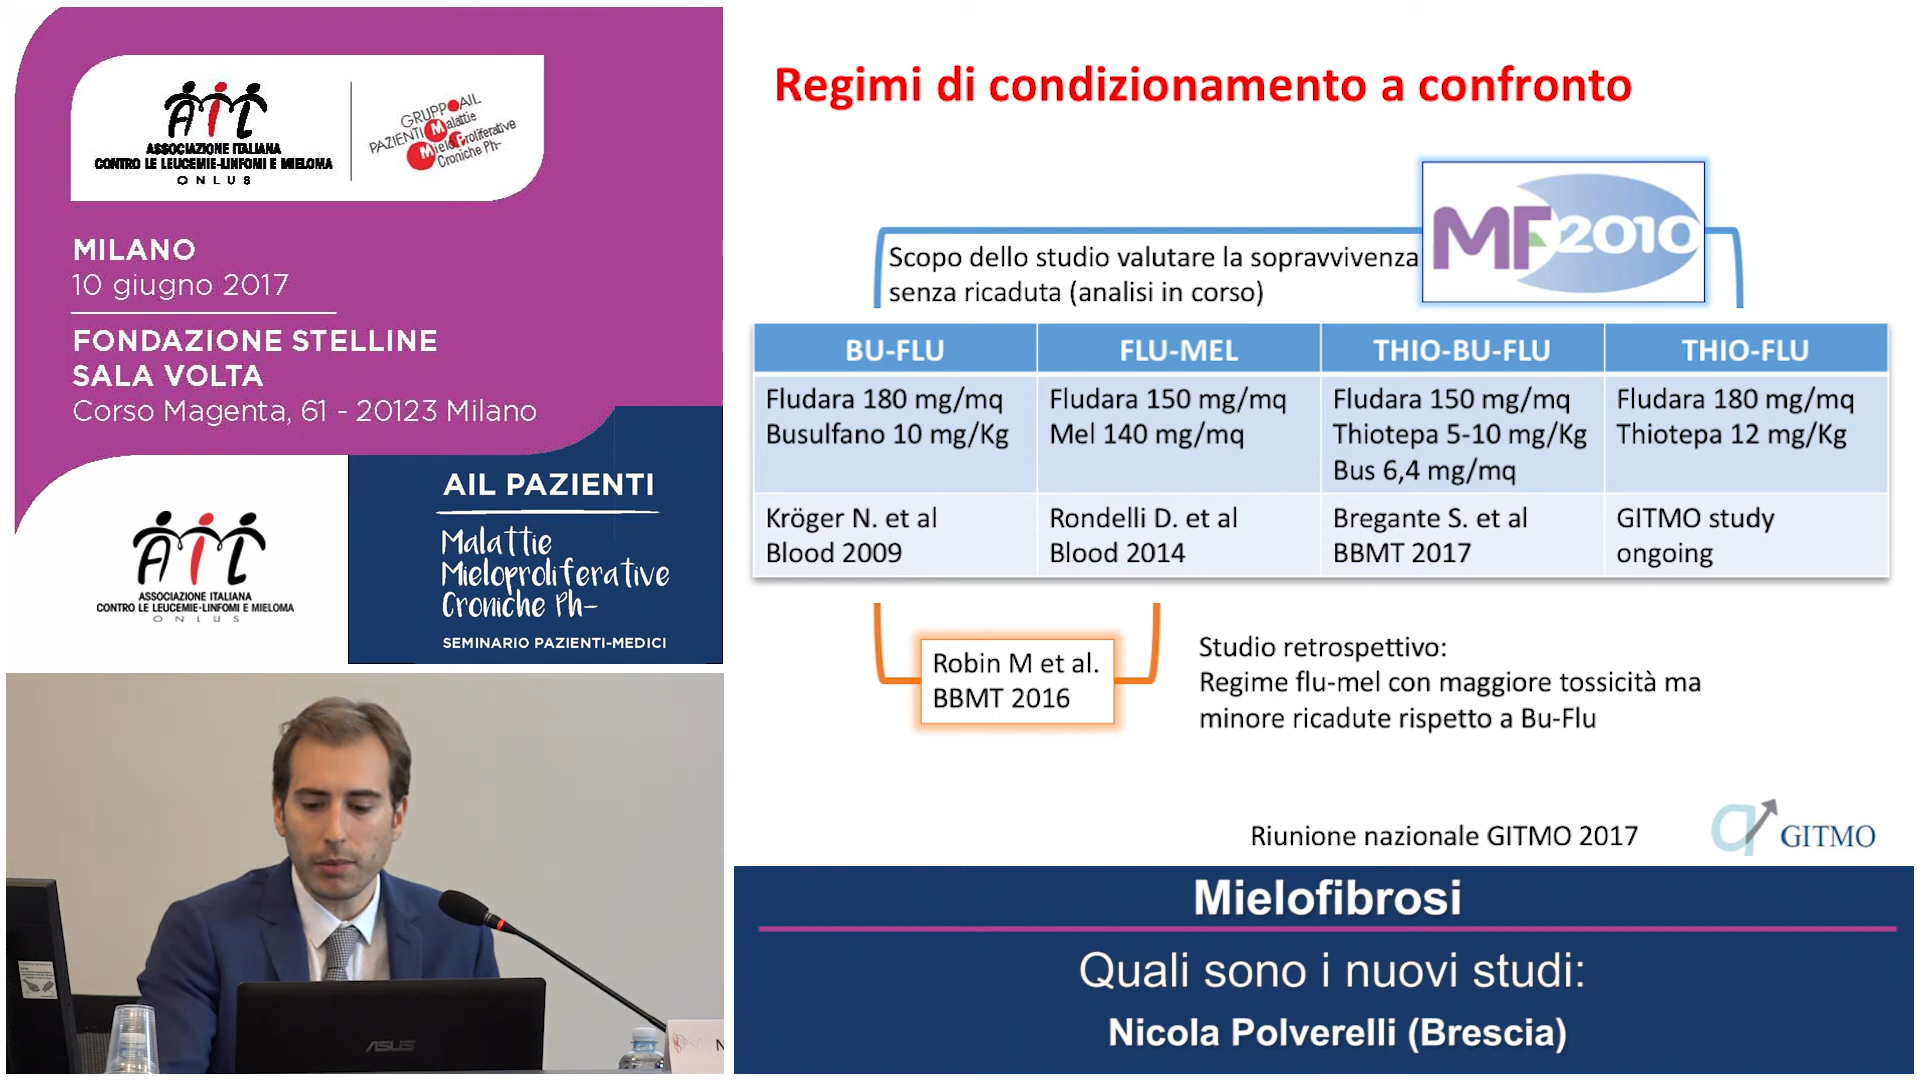 AIL
ASSOCIAZIONE ITALIANA
CONTRO LE LEUCEMIE-LINFOMI E MIELOMA
ONLUS
GRUPPO AIL
PAZIENTI Malattie
MieloProliferative
Croniche Ph-
MILANO
10 giugno 2017
FONDAZIONE STELLINE
SALA VOLTA
Corso Magenta, 61 - 20123 Milano
AIL
ASSOCIAZIONE ITALIANA
CONTRO LE LEUCEMIE-LINFOMI E MIELOMA
ONLUS
AIL PAZIENTI
Malattie
Mieloproliferative
Croniche Ph-
SEMINARIO PAZIENTI-MEDICI
ASUS
N
Regimi di condizionamento a confronto
MF2010
Scopo dello studio valutare la sopravvivenza
senza ricaduta (analisi in corso)
BU-FLU FLU-MEL THIO-BU-FLU THIO-FLU
Fludara 180 mg/mq
Busulfano 10 mg/Kg
Fludara 150 mg/mq
Mel 140 mg/mq
Fludara 150 mg/mq
Thiotepa 5-10 mg/Kg
Bus 6,4 mg/mq
Fludara 180 mg/mq
Thiotepa 12 mg/Kg
Kröger N. et al
Blood 2009
Rondelli D. et al
Blood 2014
Bregante S. et al
BBMT 2017
GITMO study
ongoing
Robin M et al.
BBMT 2016
Studio retrospettivo:
Regime flu-mel con maggiore tossicità ma
minore ricadute rispetto a Bu-Flu
Riunione nazionale GITMO 2017
GITMO
Mielofibrosi
Quali sono i nuovi studi:
Nicola Polverelli (Brescia)